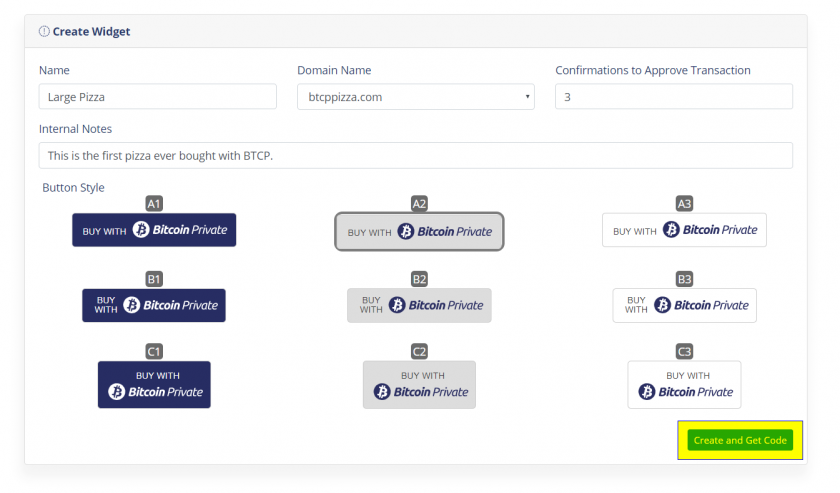 Create Widget
Name
Domain Name
Confirmations to Approve Transaction
Large Pizza
btcppizza.com
3
Internal Notes
This is the first pizza ever bought with BTCP.
Button Style
A1
A2
A3
BUY WITH Bitcoin Private
BUY WITH Bitcoin Private
BUY WITH Bitcoin Private
B1
B2
B3
BUY
WITH Bitcoin Private
BUY
WITH Bitcoin Private
BUY
WITH Bitcoin Private
C1
C2
C3
BUY WITH
Bitcoin Private
BUY WITH
Bitcoin Private
BUY WITH
Bitcoin Private
Create and Get Code